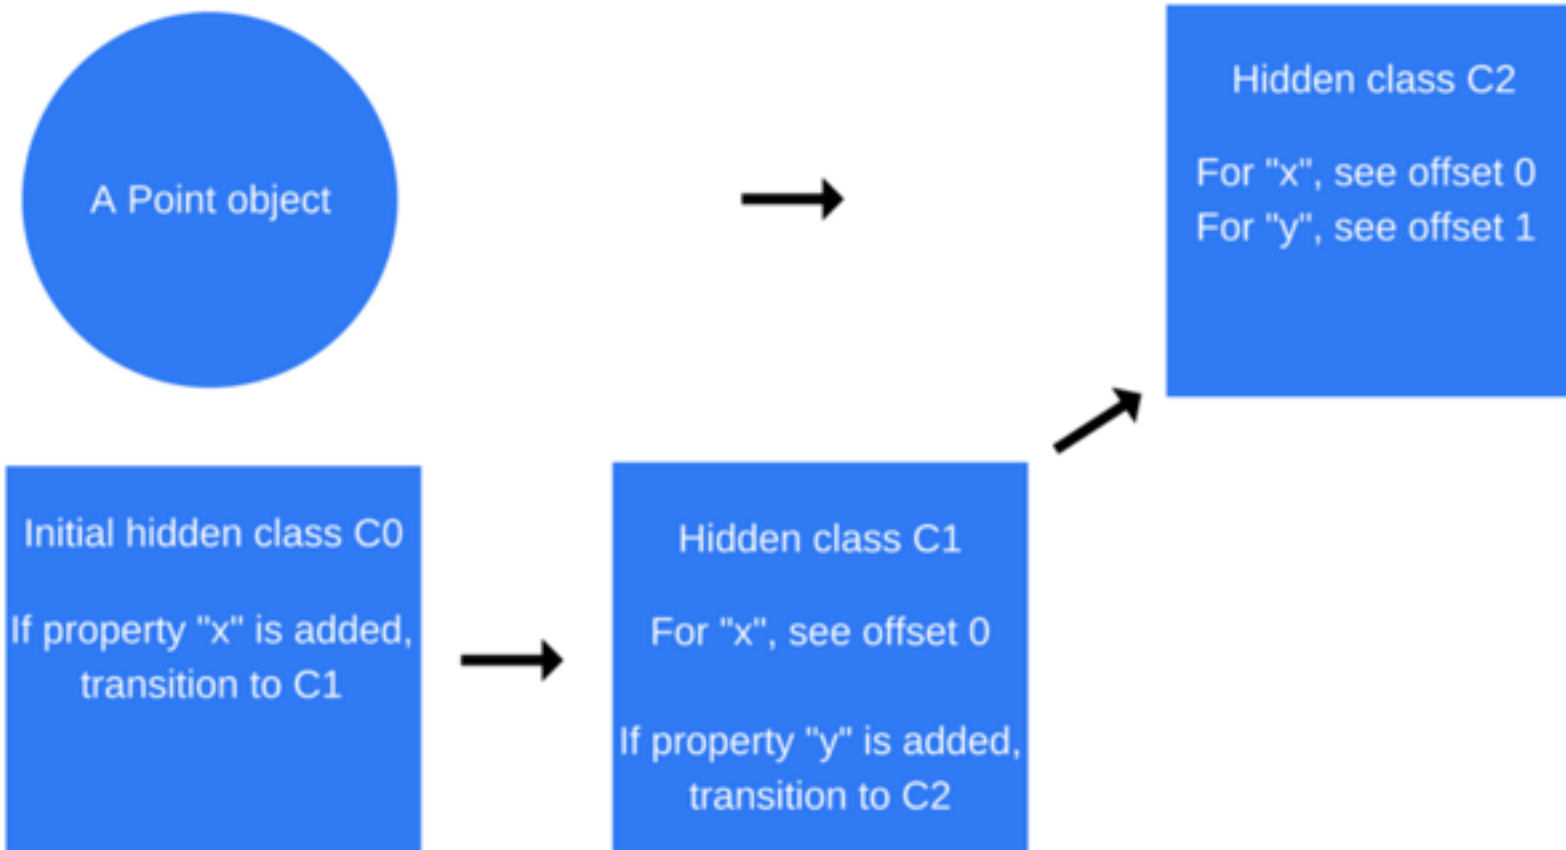 A Point object
Hidden class C2
For "x", see offset 0
For "y", see offset 1
Initial hidden class C0
If property "x" is added,
transition to C1
Hidden class C1
For "x", see offset 0
If property "y" is added,
transition to C2